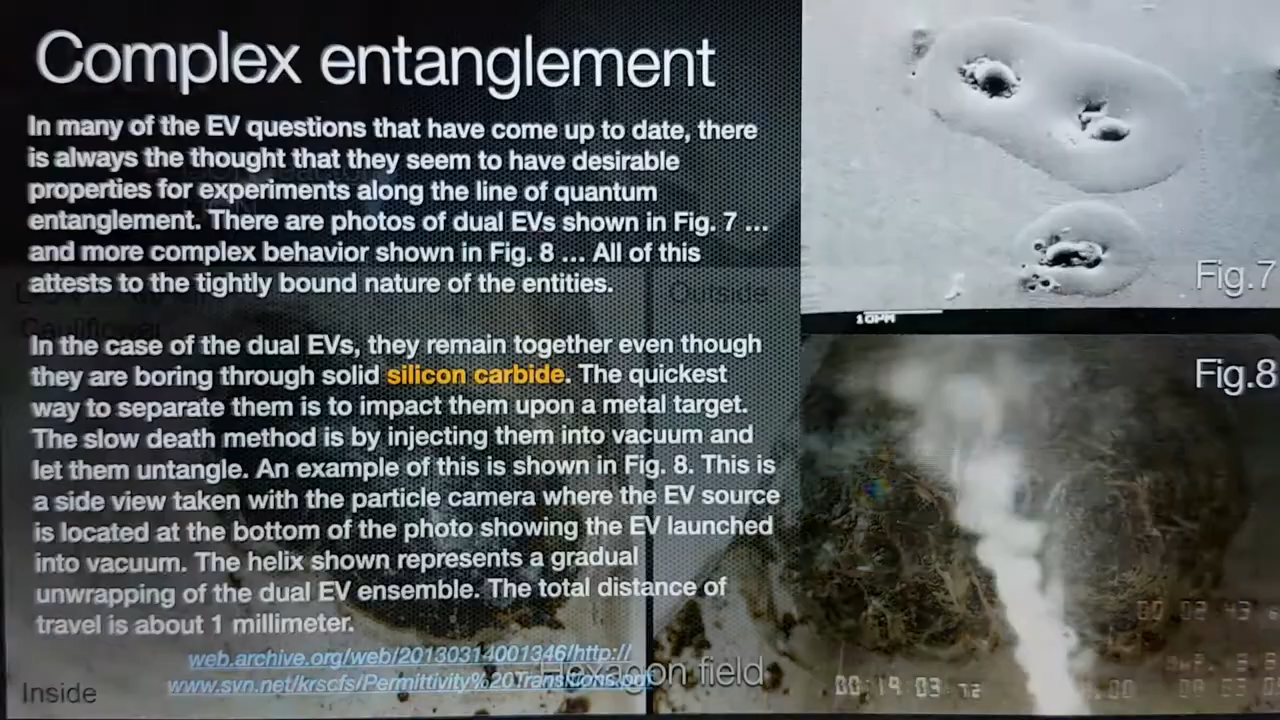 Complex entanglement
In many of the EV questions that have come up to date, there
is always the thought that they seem to have desirable
properties for experiments along the line of quantum
entanglement. There are photos of dual EVs shown in Fig. 7 ...
and more complex behavior shown in Fig. 8 ... All of this
attests to the tightly bound nature of the entities.
In the case of the dual EVs, they remain together even though
they are boring through solid silicon carbide. The quickest
way to separate them is to impact them upon a metal target.
The slow death method is by injecting them into vacuum and
let them untangle. An example of this is shown in Fig. 8. This is
a side view taken with the particle camera where the EV source
is located at the bottom of the photo showing the EV launched
into vacuum. The helix shown represents a gradual
unwrapping of the dual EV ensemble. The total distance of
travel is about 1 millimeter.
web.archive.org/web/20130314001346/http://
www.svn.net/krscfs/Permittivity%20Transitions.pdf
Inside
Outside
Cauliflower
Hexagon field
Fig.7
10PM
Fig.8
00:19:03